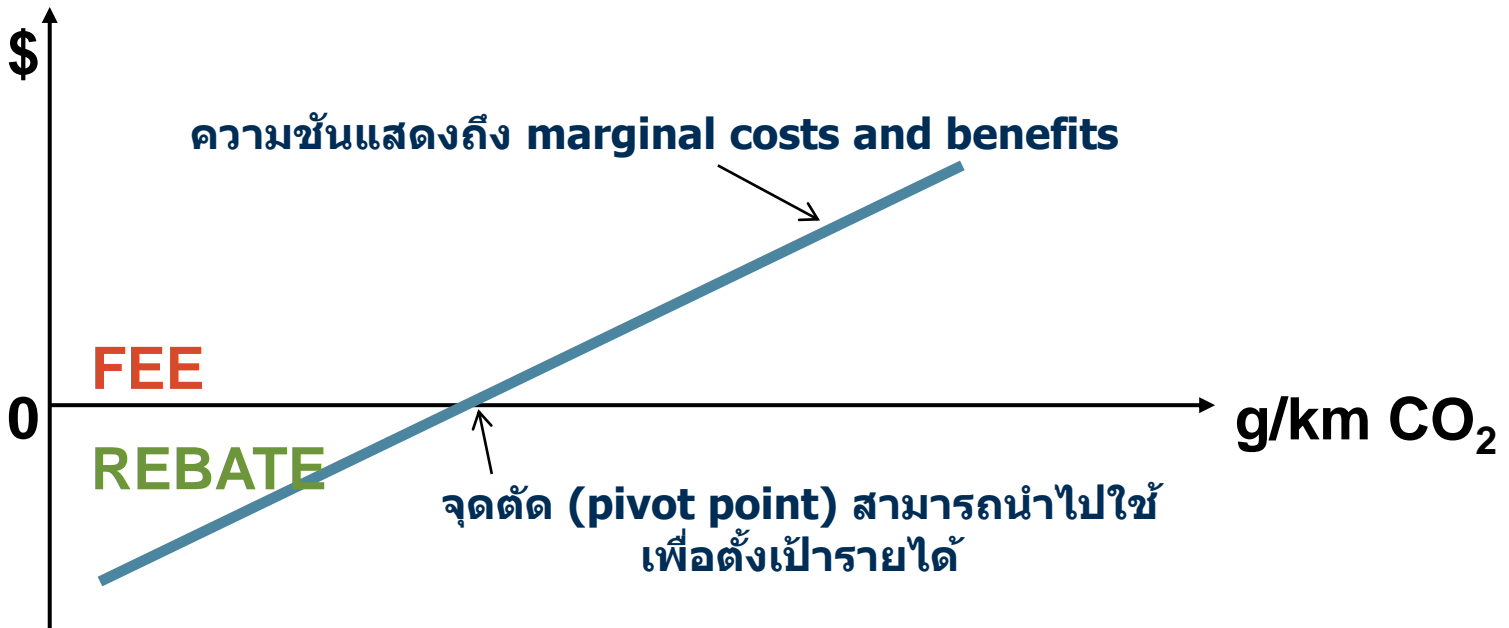 $
ความชันแสดงถึง marginal costs and benefits
FEE
0
g/km CO₂
REBATE
จุดตัด (pivot point) สามารถนำไปใช้
เพื่อตั้งเป้ารายได้